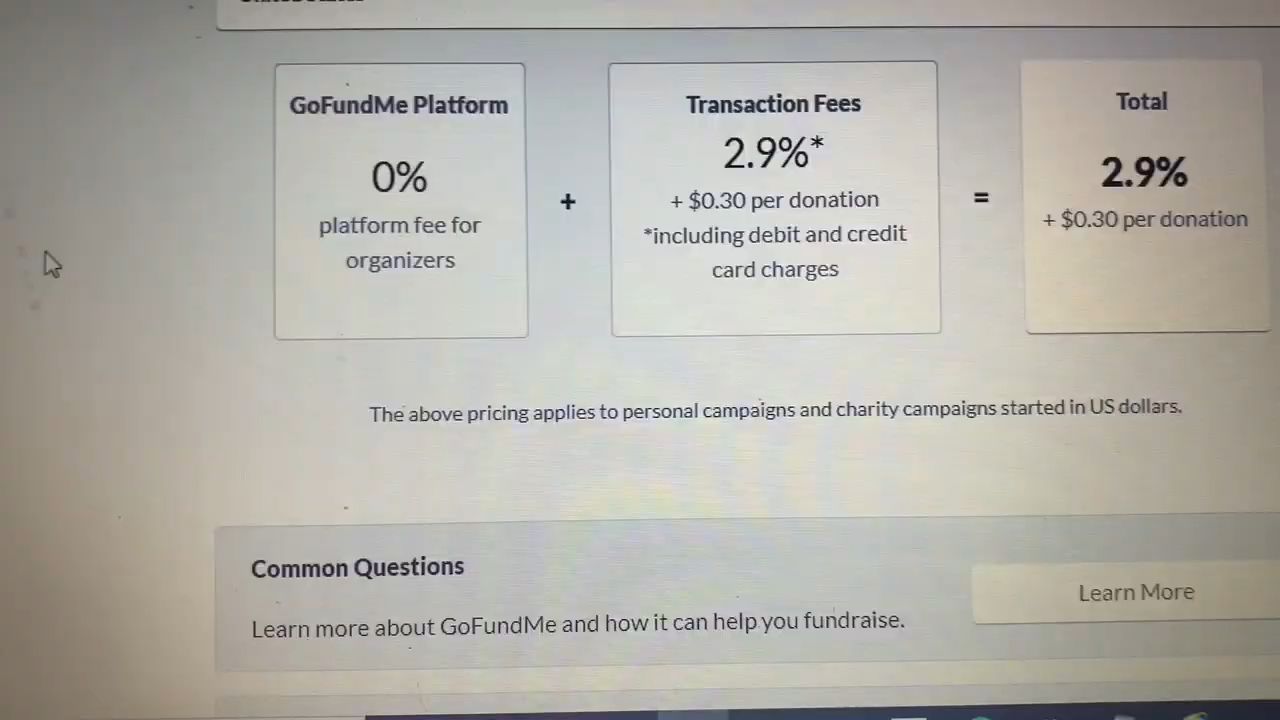 GoFundMe Platform
0%
platform fee for
organizers
+
Transaction Fees
2.9%*
+ $0.30 per donation
*including debit and credit
card charges
=
Total
2.9%
+ $0.30 per donation
The above pricing applies to personal campaigns and charity campaigns started in US dollars.
Common Questions
Learn more about GoFundMe and how it can help you fundraise.
Learn More